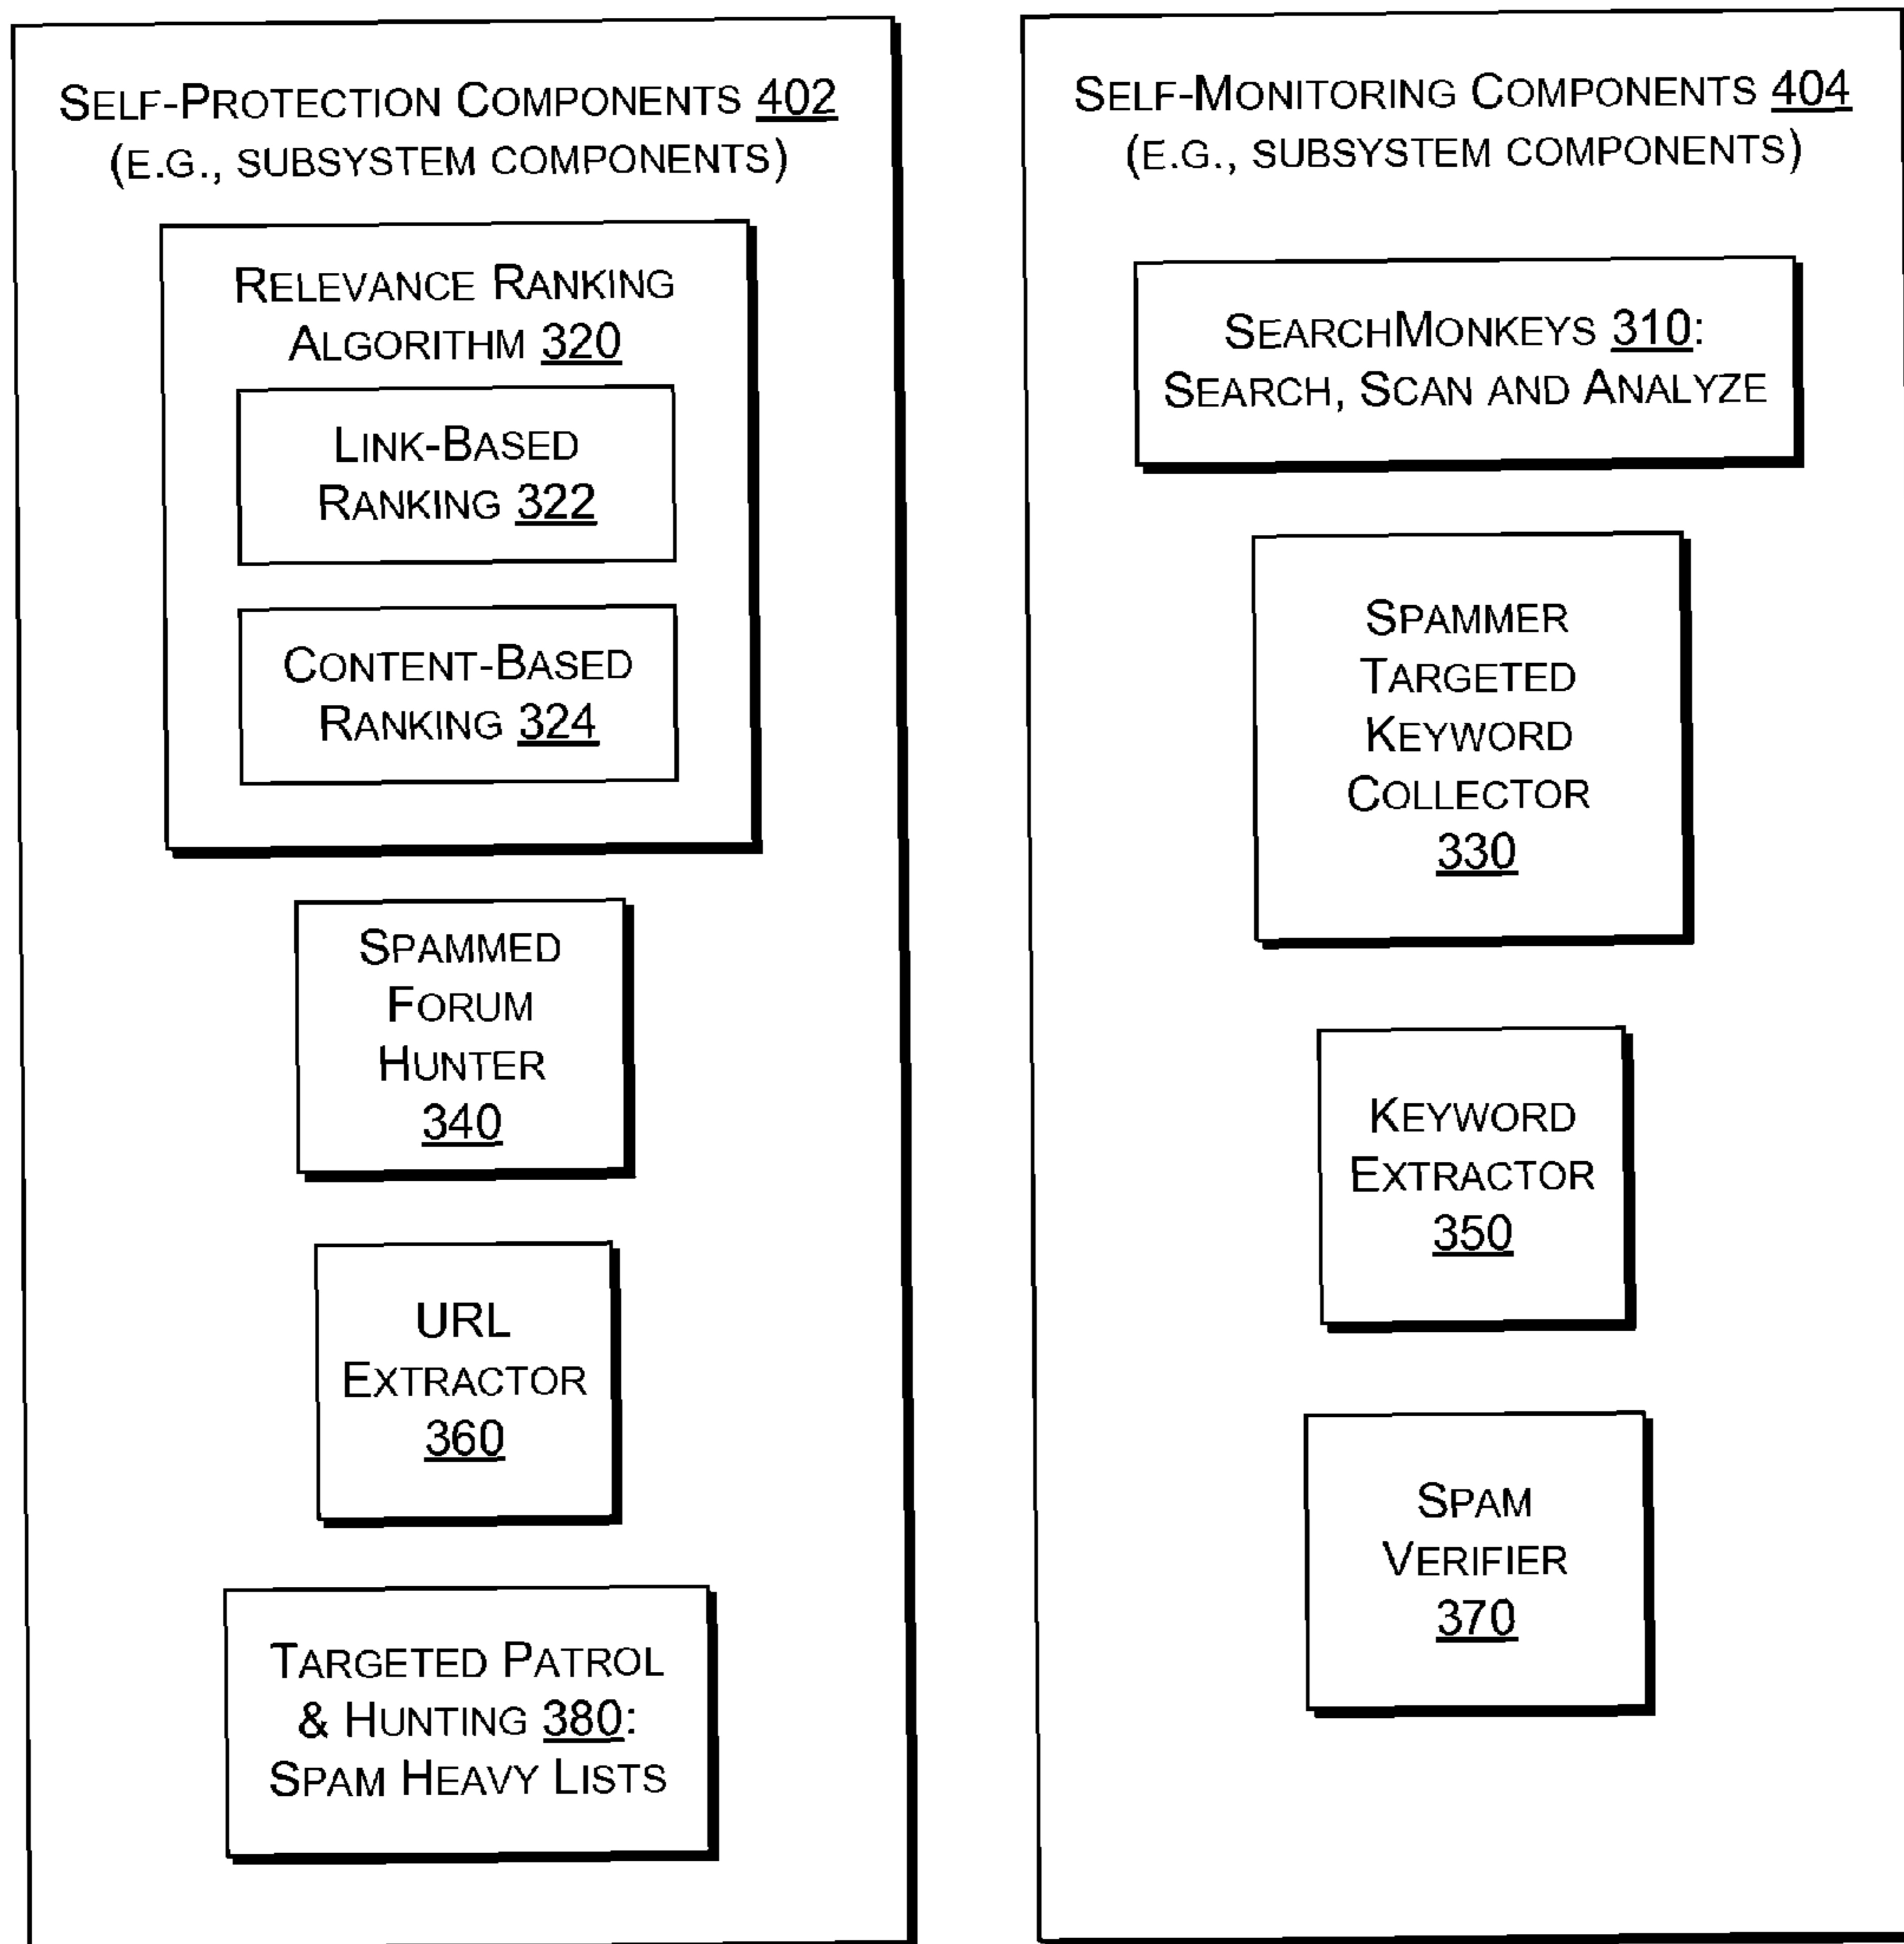 SELF-PROTECTION COMPONENTS 402
(E.G., SUBSYSTEM COMPONENTS)
RELEVANCE RANKING
ALGORITHM 320
LINK-BASED
RANKING 322
CONTENT-BASED
RANKING 324
SPAMMED
FORUM
HUNTER
340
URL
EXTRACTOR
360
TARGETED PATROL
& HUNTING 380:
SPAM HEAVY LISTS
SELF-MONITORING COMPONENTS 404
(E.G., SUBSYSTEM COMPONENTS)
SEARCHMONKEYS 310:
SEARCH, SCAN AND ANALYZE
SPAMMER
TARGETED
KEYWORD
COLLECTOR
330
KEYWORD
EXTRACTOR
350
SPAM
VERIFIER
370